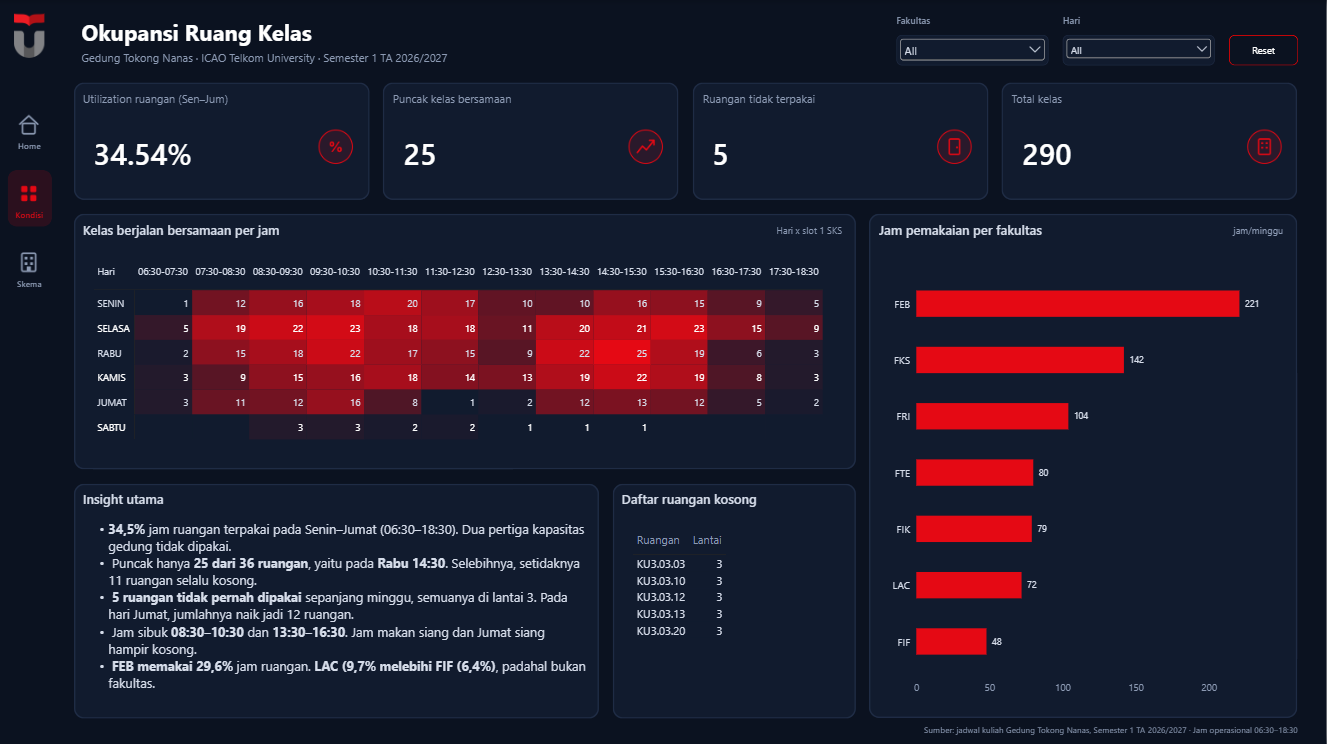 Okupansi Ruang Kelas
Gedung Tokong Nanas · ICAO Telkom University · Semester 1 TA 2026/2027
Fakultas
All
Hari
All
Reset
Home
Kondisi
Skema
Utilization ruangan (Sen–Jum)
34.54%
%
Puncak kelas bersamaan
25
Ruangan tidak terpakai
5
Total kelas
290
Kelas berjalan bersamaan per jam
Hari x slot 1 SKS
Hari 06:30-07:30 07:30-08:30 08:30-09:30 09:30-10:30 10:30-11:30 11:30-12:30 12:30-13:30 13:30-14:30 14:30-15:30 15:30-16:30 16:30-17:30 17:30-18:30
SENIN 1 12 16 18 20 17 10 10 16 15 9 5
SELASA 5 19 22 23 18 18 11 20 21 23 15 9
RABU 2 15 18 22 17 15 9 22 25 19 6 3
KAMIS 3 9 15 16 18 14 13 19 22 19 8 3
JUMAT 3 11 12 16 8 1 2 12 13 12 5 2
SABTU 3 3 2 2 1 1 1
Jam pemakaian per fakultas
jam/minggu
FEB 221
FKS 142
FRI 104
FTE 80
FIK 79
LAC 72
FIF 48
0 50 100 150 200
Insight utama
• 34,5% jam ruangan terpakai pada Senin–Jumat (06:30–18:30). Dua pertiga kapasitas
gedung tidak dipakai.
• Puncak hanya 25 dari 36 ruangan, yaitu pada Rabu 14:30. Selebihnya, setidaknya
11 ruangan selalu kosong.
• 5 ruangan tidak pernah dipakai sepanjang minggu, semuanya di lantai 3. Pada
hari Jumat, jumlahnya naik jadi 12 ruangan.
• Jam sibuk 08:30–10:30 dan 13:30–16:30. Jam makan siang dan Jumat siang
hampir kosong.
• FEB memakai 29,6% jam ruangan. LAC (9,7% melebihi FIF (6,4%), padahal bukan
fakultas.
Daftar ruangan kosong
Ruangan Lantai
KU3.03.03 3
KU3.03.10 3
KU3.03.12 3
KU3.03.13 3
KU3.03.20 3
Sumber: jadwal kuliah Gedung Tokong Nanas, Semester 1 TA 2026/2027 · Jam operasional 06:30–18:30